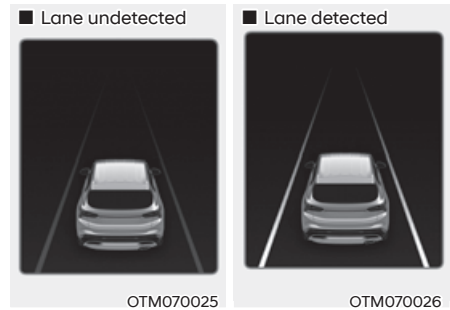 ■ Lane undetected
OTM070025
■ Lane detected
OTM070026